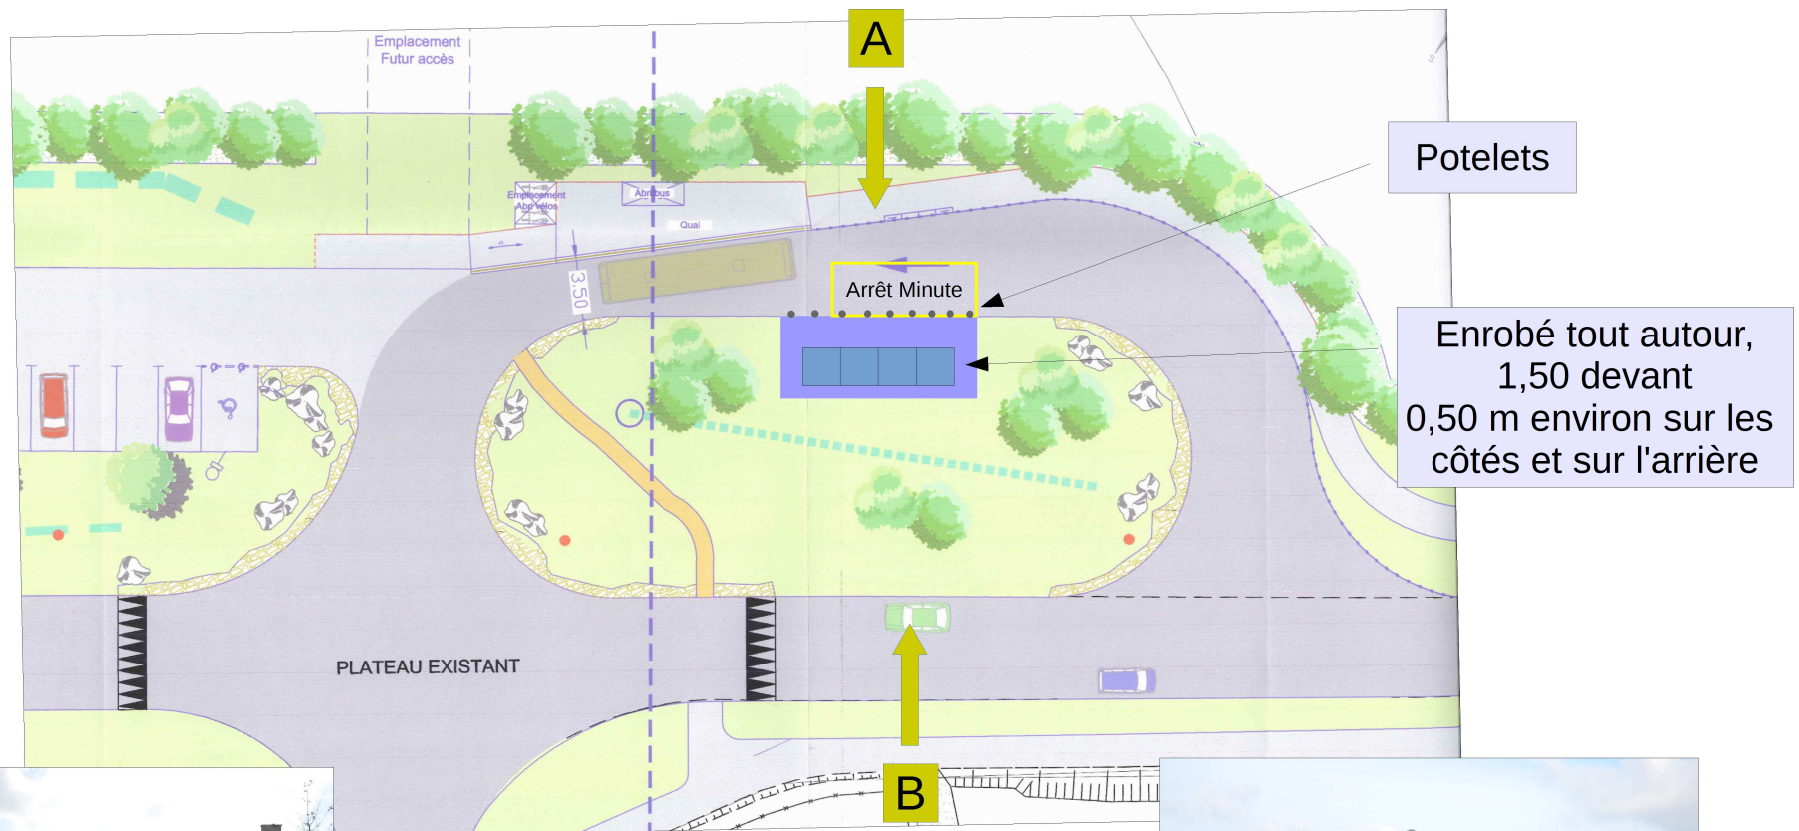 A
Emplacement
Futur accès
Potelets
Emplacement
Abri vélos
Abribus
Quai
3.50
Arrêt Minute
Enrobé tout autour,
1,50 devant
0,50 m environ sur les
côtés et sur l'arrière
PLATEAU EXISTANT
B